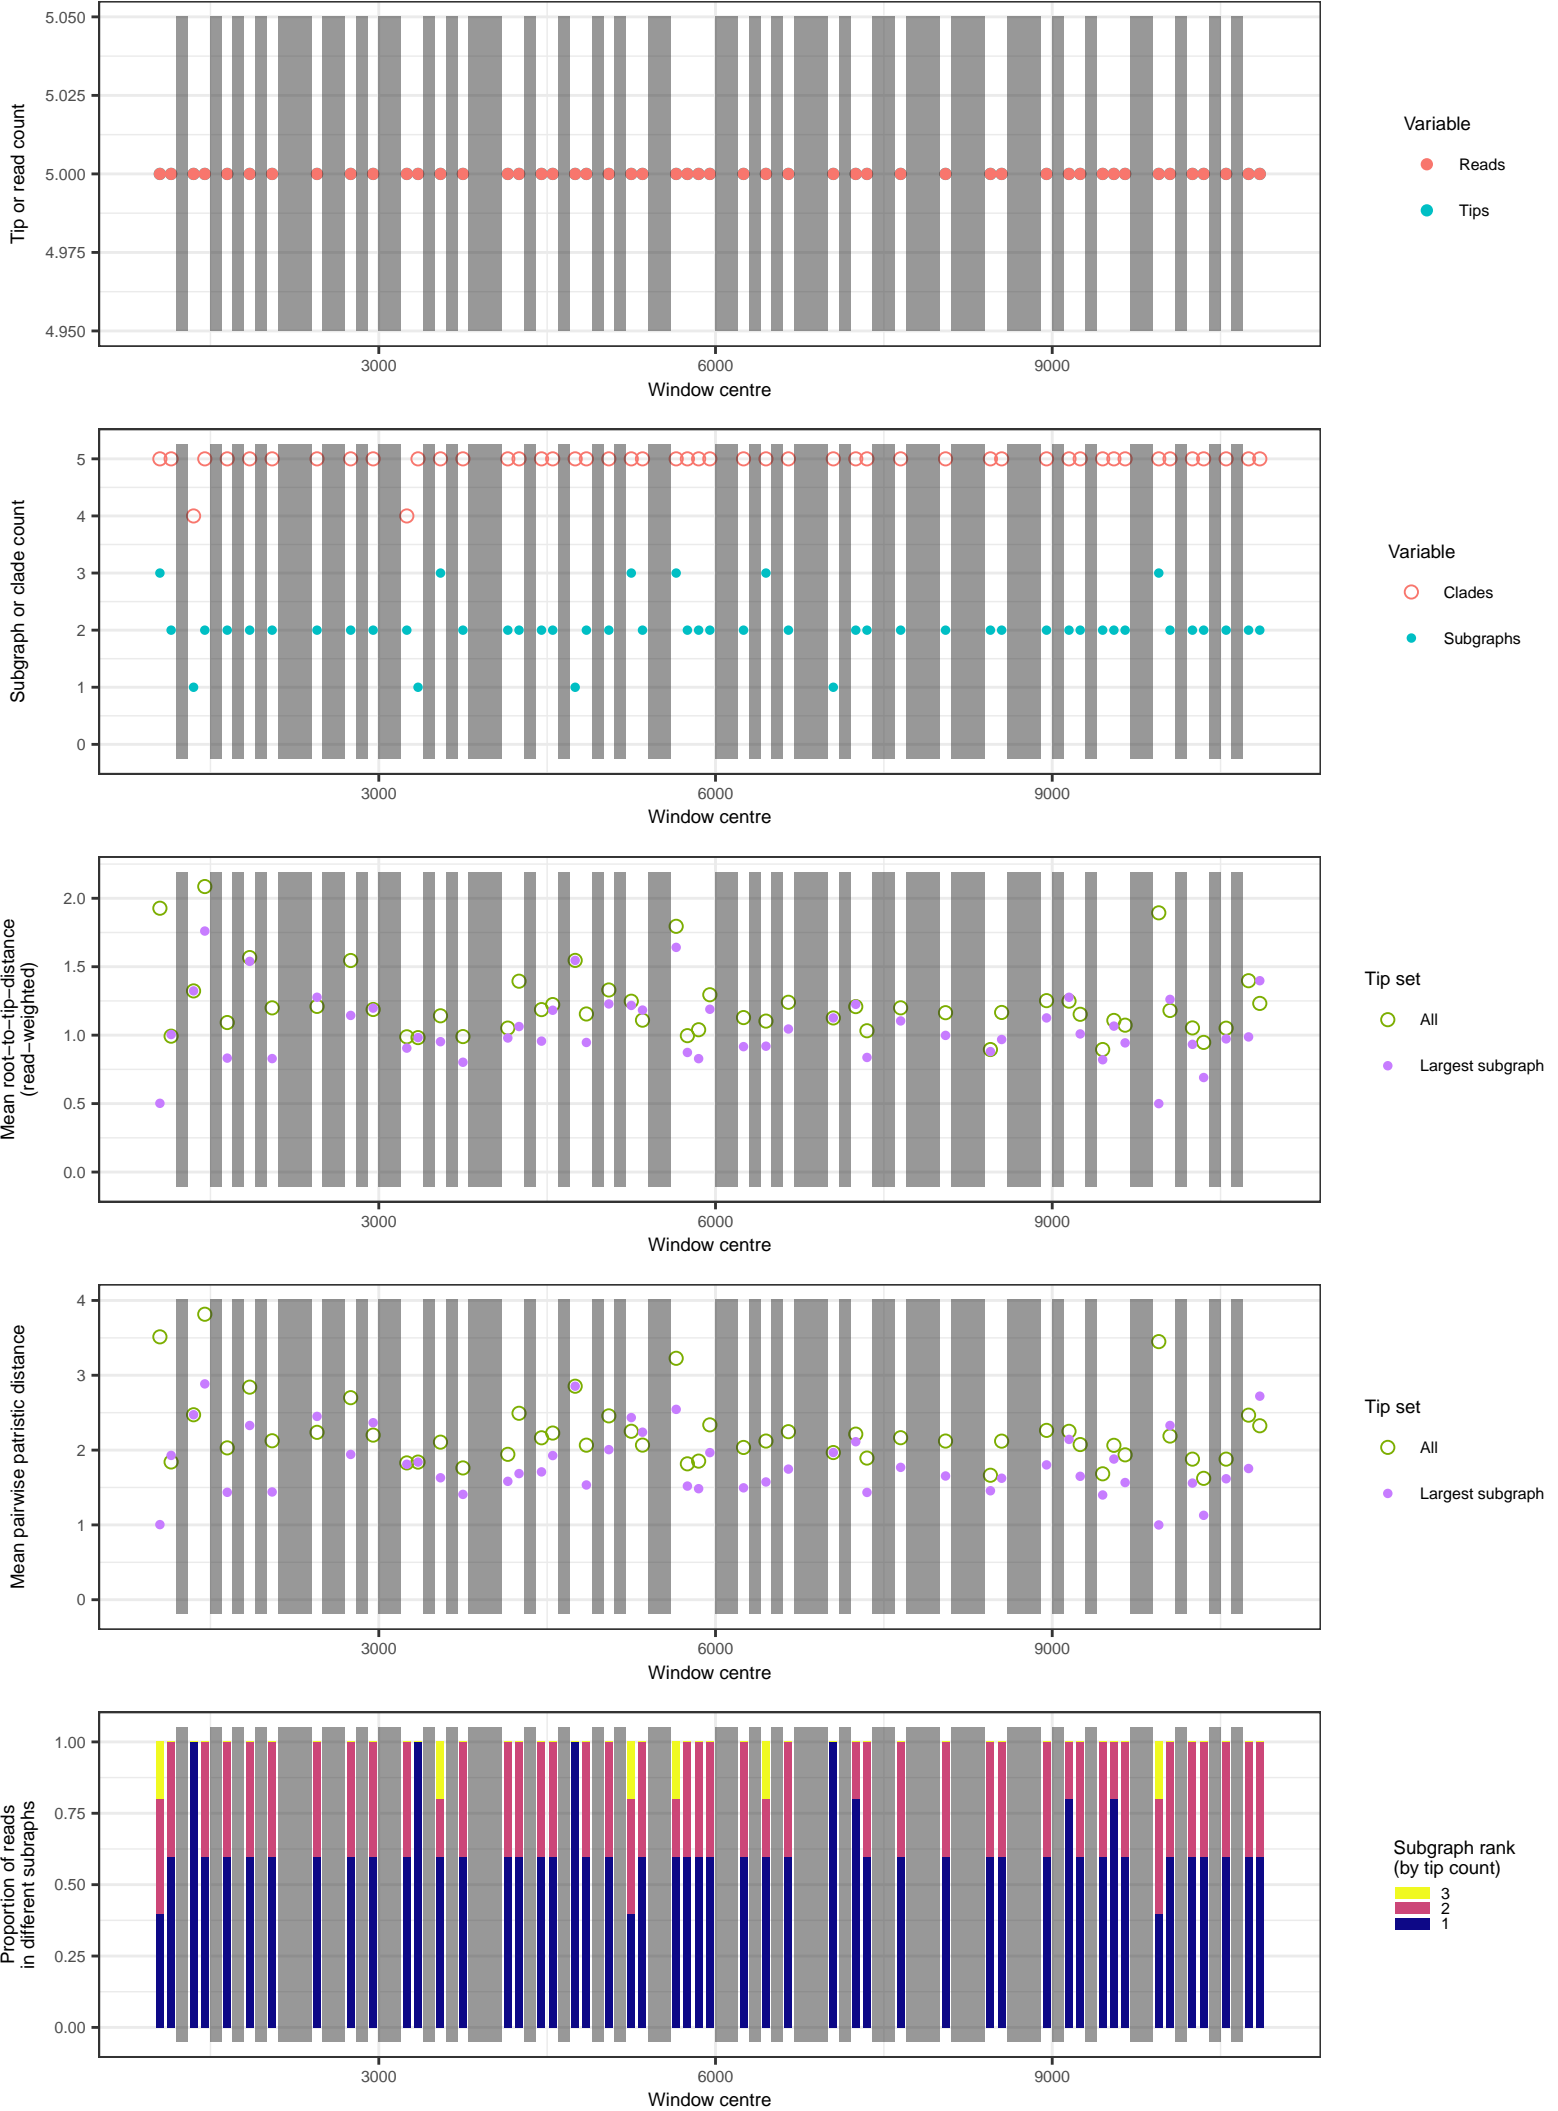 5.050
5.025
5.000
4.975
4.950
Tip or read count
3000 6000 9000
Window centre
Variable
Reads
Tips
5
4
3
2
1
0
Subgraph or clade count
3000 6000 9000
Window centre
Variable
Clades
Subgraphs
2.0
1.5
1.0
0.5
0.0
Mean root−to−tip−distance
(read−weighted)
3000 6000 9000
Window centre
Tip set
All
Largest subgraph
4
3
2
1
0
Mean pairwise patristic distance
3000 6000 9000
Window centre
Tip set
All
Largest subgraph
1.00
0.75
0.50
0.25
0.00
Proportion of reads
in different subraphs
3000 6000 9000
Window centre
Subgraph rank
(by tip count)
3
2
1